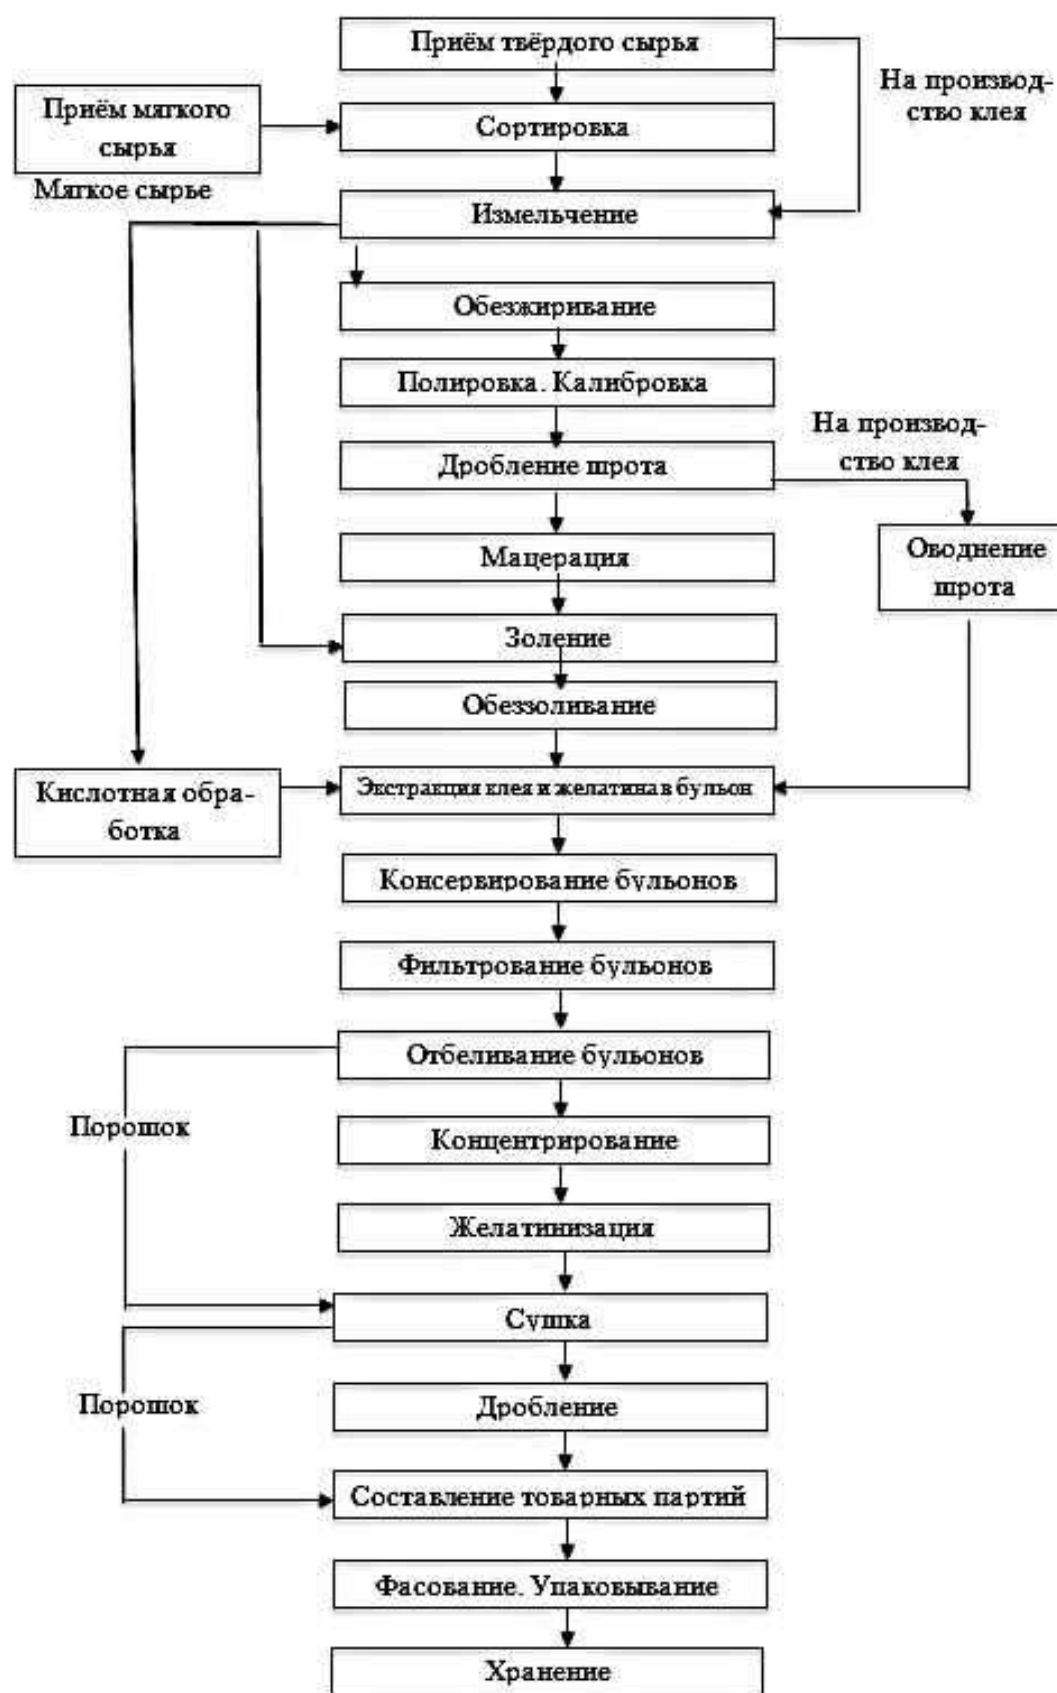 Приём твёрдого сырья
На производ-
ство клея
Приём мягкого
сырья
Сортировка
Мягкое сырье
Измельчение
Обезжиривание
Полировка. Калибровка
На производ-
ство клея
Дробление шрота
Мацерация
Оводнение
шрота
Золение
Обеззоливание
Кислотная обра-
ботка
Экстракция клея и желатина в бульон
Консервирование бульонов
Фильтрование бульонов
Отбеливание бульонов
Порошок
Концентрирование
Желатинизация
Сушка
Порошок
Дробление
Составление товарных партий
Фасование. Упаковывание
Хранение